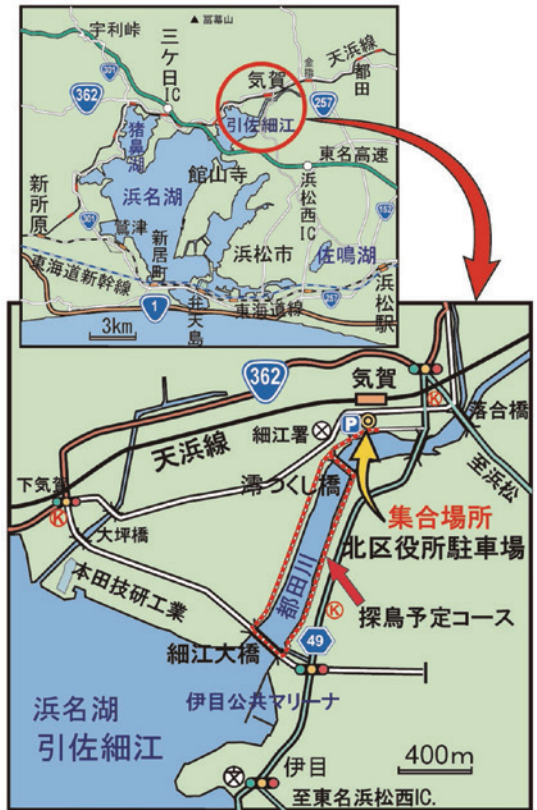 ▲ 冨幕山
宇利峠
三ケ日IC
301
362
気賀
金指
天浜線
都田
257
引佐細江
猪鼻湖
東名高速
新所原
浜名湖
館山寺
浜松西IC
301
鷲津
新居町
浜松市
佐鳴湖
東海道新幹線
1
弁天島
東海道線
257
浜松駅
3km
362
気賀
P
細江署
K
落合橋
天浜線
至浜松
下気賀
澪つくし橋
K
大坪橋
集合場所
北区役所駐車場
本田技研工業
都田川
K
探鳥予定コース
49
細江大橋
伊目公共マリーナ
浜名湖
引佐細江
400m
文
伊目
至東名浜松西IC.